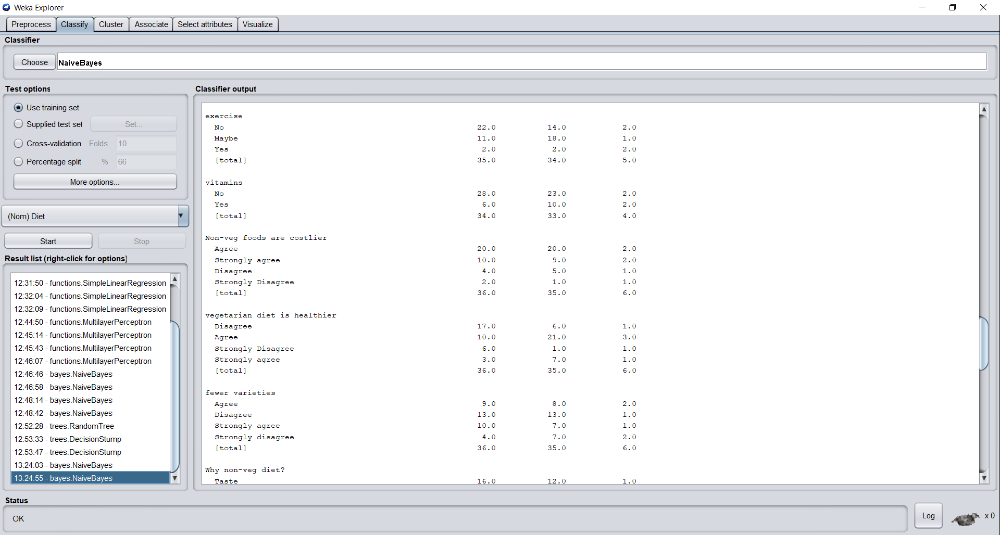 Weka Explorer
Preprocess Classify Cluster Associate Select attributes Visualize
Classifier
Choose NaiveBayes
Test options
Use training set
Supplied test set Set...
Cross-validation Folds 10
Percentage split % 66
More options...
(Nom) Diet
Start Stop
Result list (right-click for options)
12:31:50 - functions.SimpleLinearRegression
12:32:04 - functions.SimpleLinearRegression
12:32:09 - functions.SimpleLinearRegression
12:44:50 - functions.MultilayerPerceptron
12:45:14 - functions.MultilayerPerceptron
12:45:43 - functions.MultilayerPerceptron
12:46:07 - functions.MultilayerPerceptron
12:46:46 - bayes.NaiveBayes
12:46:58 - bayes.NaiveBayes
12:48:14 - bayes.NaiveBayes
12:48:42 - bayes.NaiveBayes
12:52:28 - trees.RandomTree
12:53:33 - trees.DecisionStump
12:53:47 - trees.DecisionStump
13:24:03 - bayes.NaiveBayes
13:24:55 - bayes.NaiveBayes
Classifier output
exercise
No 22.0 14.0 2.0
Maybe 11.0 18.0 1.0
Yes 2.0 2.0 2.0
[total] 35.0 34.0 5.0
vitamins
No 28.0 23.0 2.0
Yes 6.0 10.0 2.0
[total] 34.0 33.0 4.0
Non-veg foods are costlier
Agree 20.0 20.0 2.0
Strongly agree 10.0 9.0 2.0
Disagree 4.0 5.0 1.0
Strongly Disagree 2.0 1.0 1.0
[total] 36.0 35.0 6.0
vegetarian diet is healthier
Disagree 17.0 6.0 1.0
Agree 10.0 21.0 3.0
Strongly Disagree 6.0 1.0 1.0
Strongly agree 3.0 7.0 1.0
[total] 36.0 35.0 6.0
fewer varieties
Agree 9.0 8.0 2.0
Disagree 13.0 13.0 1.0
Strongly agree 10.0 7.0 1.0
Strongly disagree 4.0 7.0 2.0
[total] 36.0 35.0 6.0
Why non-veg diet?
Taste 16.0 12.0 1.0
Status
OK
Log x 0